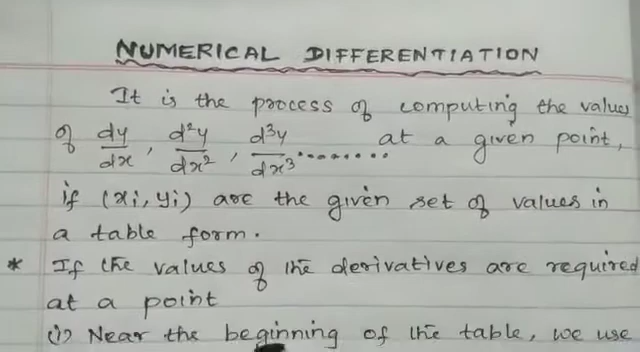 NUMERICAL DIFFERENTIATION
It is the process of computing the values
of dy/dx, d²y/dx², d³y/dx³ ........ at a given point,
if (xi, yi) are the given set of values in
a table form.
* If the values of the derivatives are required
at a point
(i) Near the beginning of the table, we use